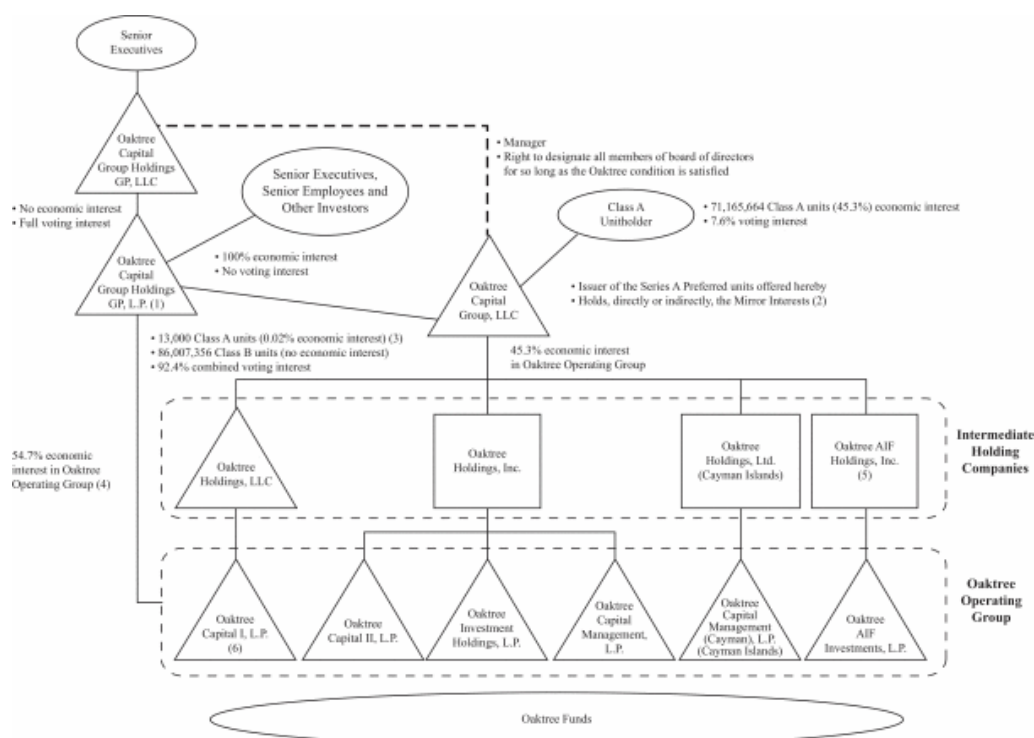 Senior
Executives
Oaktree
Capital
Group Holdings
GP, LLC
• Manager
• Right to designate all members of board of directors
for so long as the Oaktree condition is satisfied
Senior Executives,
Senior Employees and
Other Investors
Class A
Unitholder
• 71,165,664 Class A units (45.3%) economic interest
• 7.6% voting interest
• No economic interest
• Full voting interest
• 100% economic interest
• No voting interest
Oaktree
Capital
Group Holdings
GP, L.P. (1)
Oaktree
Capital
Group, LLC
• Issuer of the Series A Preferred units offered hereby
• Holds, directly or indirectly, the Mirror Interests (2)
• 13,000 Class A units (0.02% economic interest) (3)
• 86,007,356 Class B units (no economic interest)
• 92.4% combined voting interest
45.3% economic interest
in Oaktree Operating Group
54.7% economic
interest in Oaktree
Operating Group (4)
Oaktree
Holdings, LLC
Oaktree
Holdings, Inc.
Oaktree
Holdings, Ltd.
(Cayman Islands)
Oaktree AIF
Holdings, Inc.
(5)
Intermediate
Holding
Companies
Oaktree
Capital I, L.P.
(6)
Oaktree
Capital II, L.P.
Oaktree
Investment
Holdings, L.P.
Oaktree
Capital
Management,
L.P.
Oaktree
Capital
Management
(Cayman), L.P.
(Cayman Islands)
Oaktree
AIF
Investments, L.P.
Oaktree
Operating
Group
Oaktree Funds